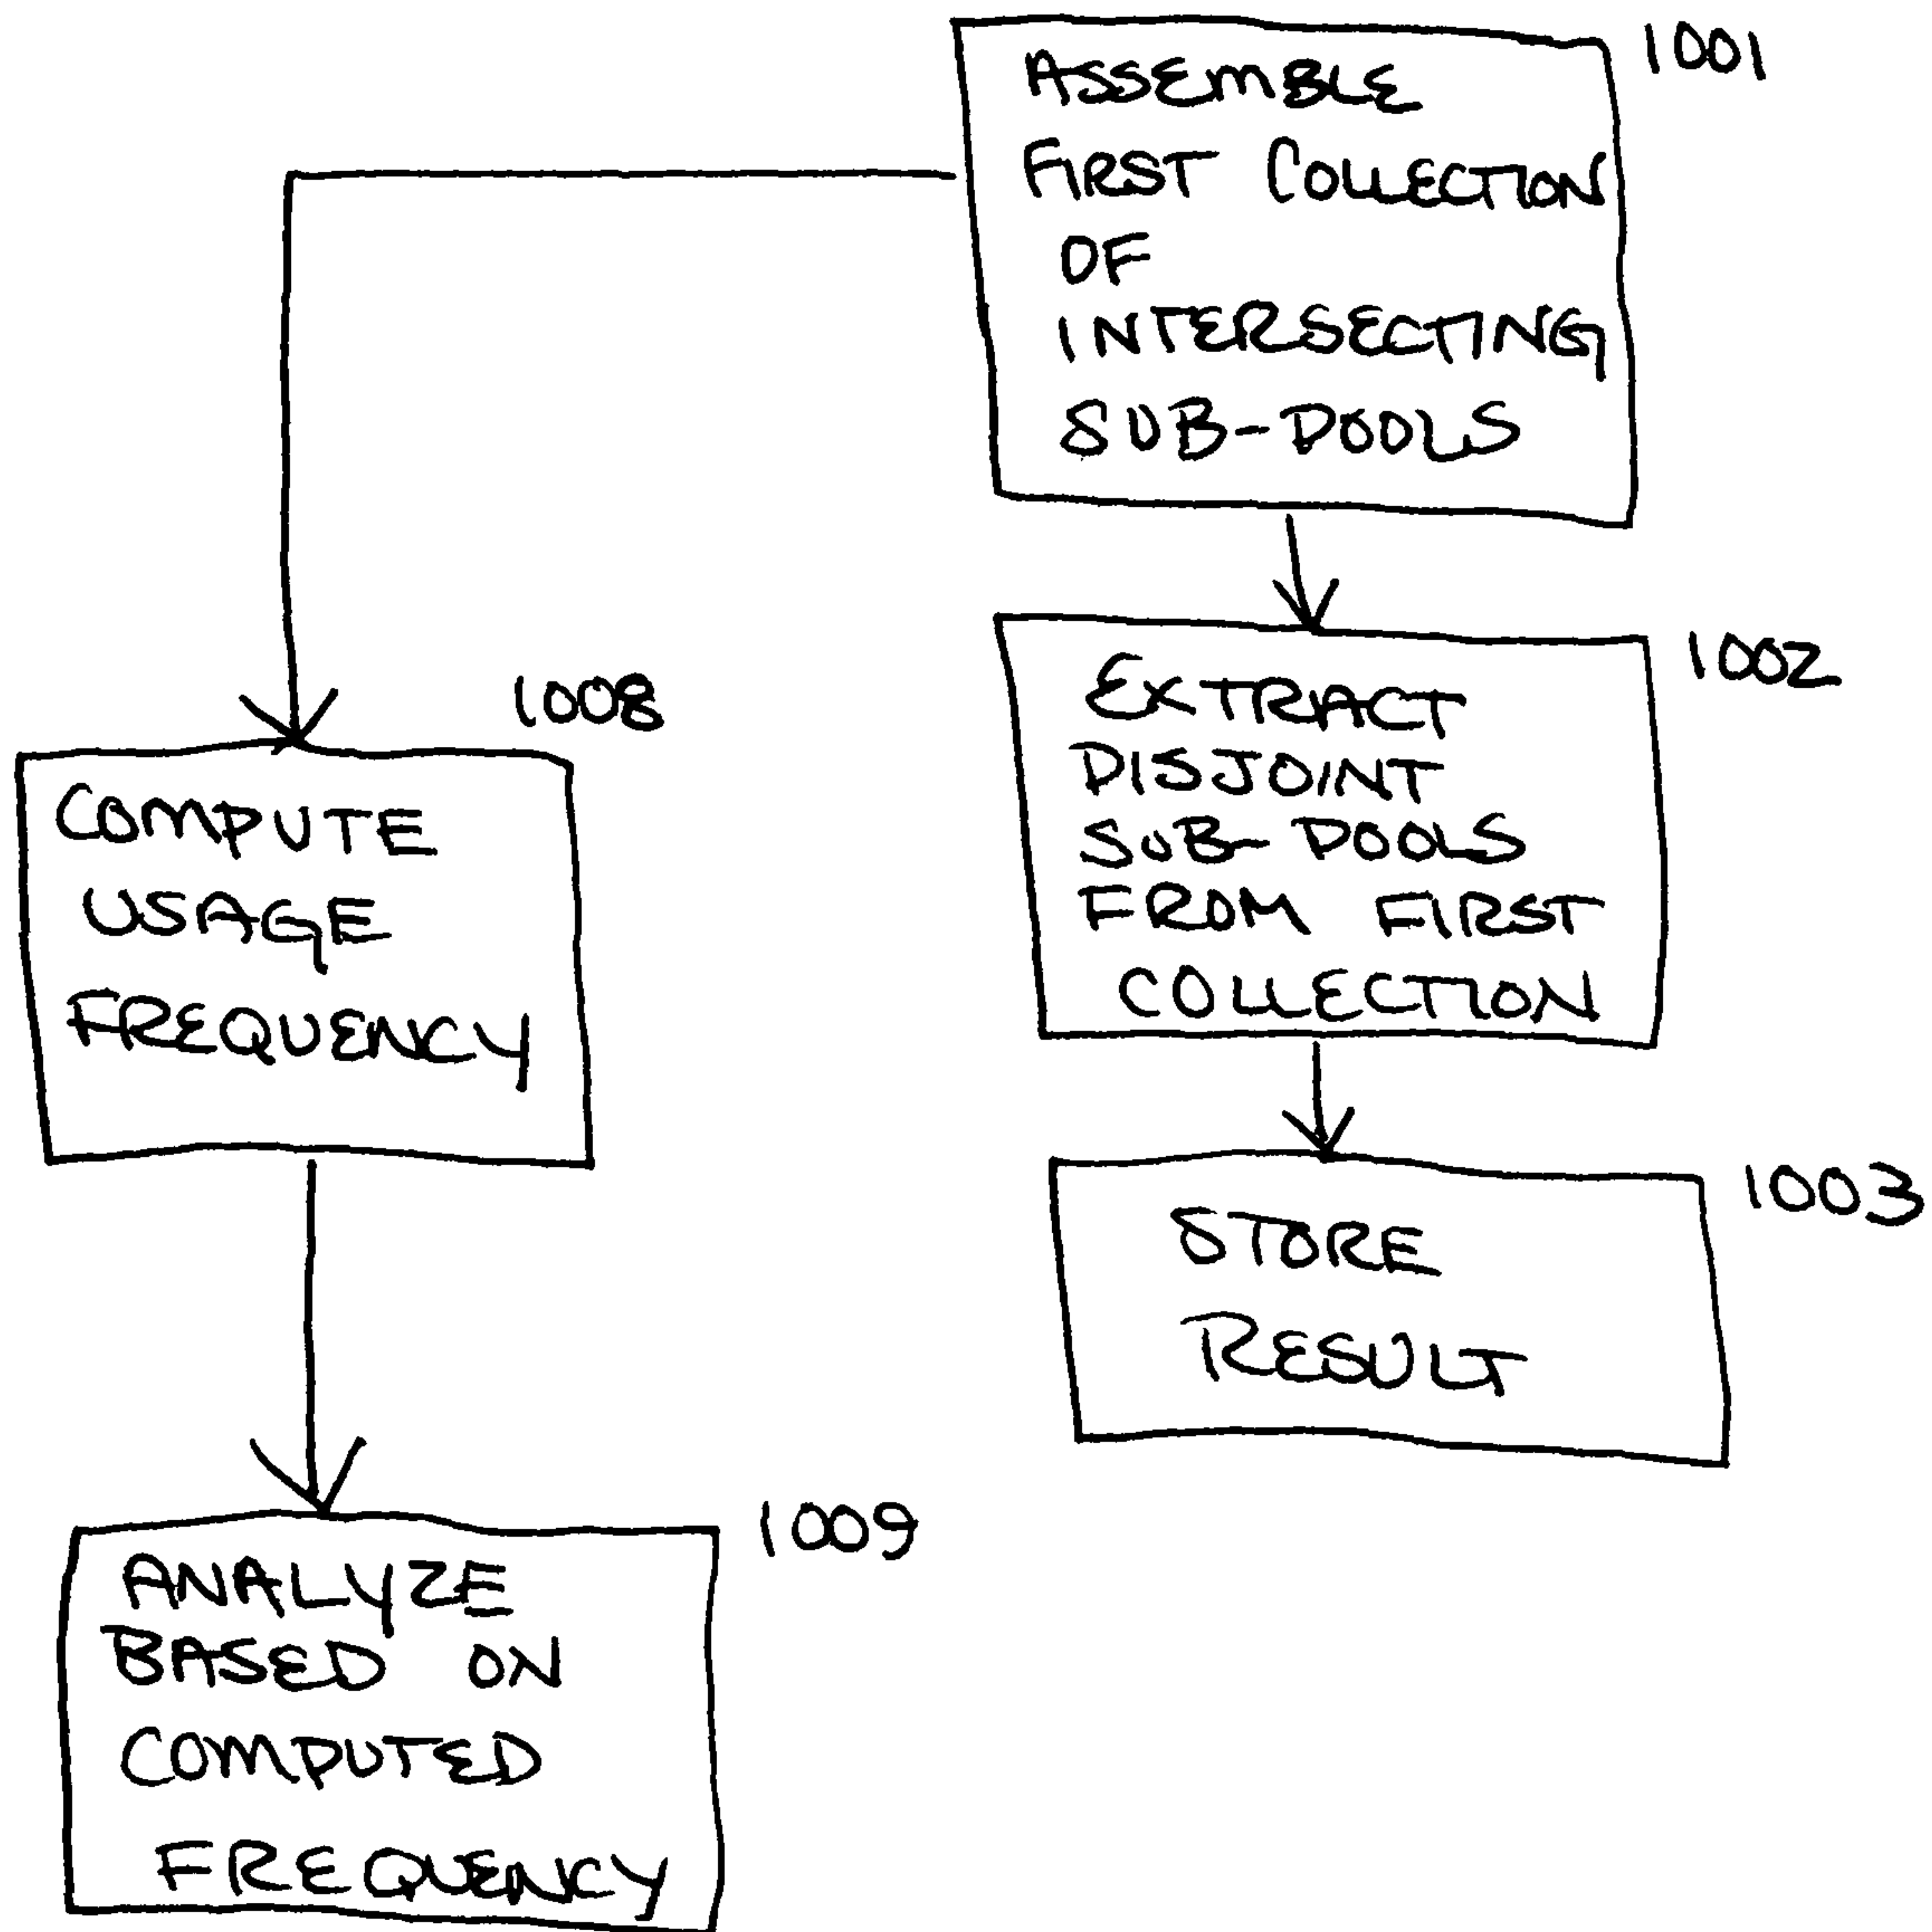 1001
ASSEMBLE
FIRST COLLECTION
OF
INTERSECTING
SUB-POOLS
1002
EXTRACT
DISJOINT
SUB-POOLS
FROM FIRST
COLLECTION
1003
STORE
RESULT
1008
COMPUTE
USAGE
FREQUENCY
1009
ANALYZE
BASED ON
COMPUTED
FREQUENCY